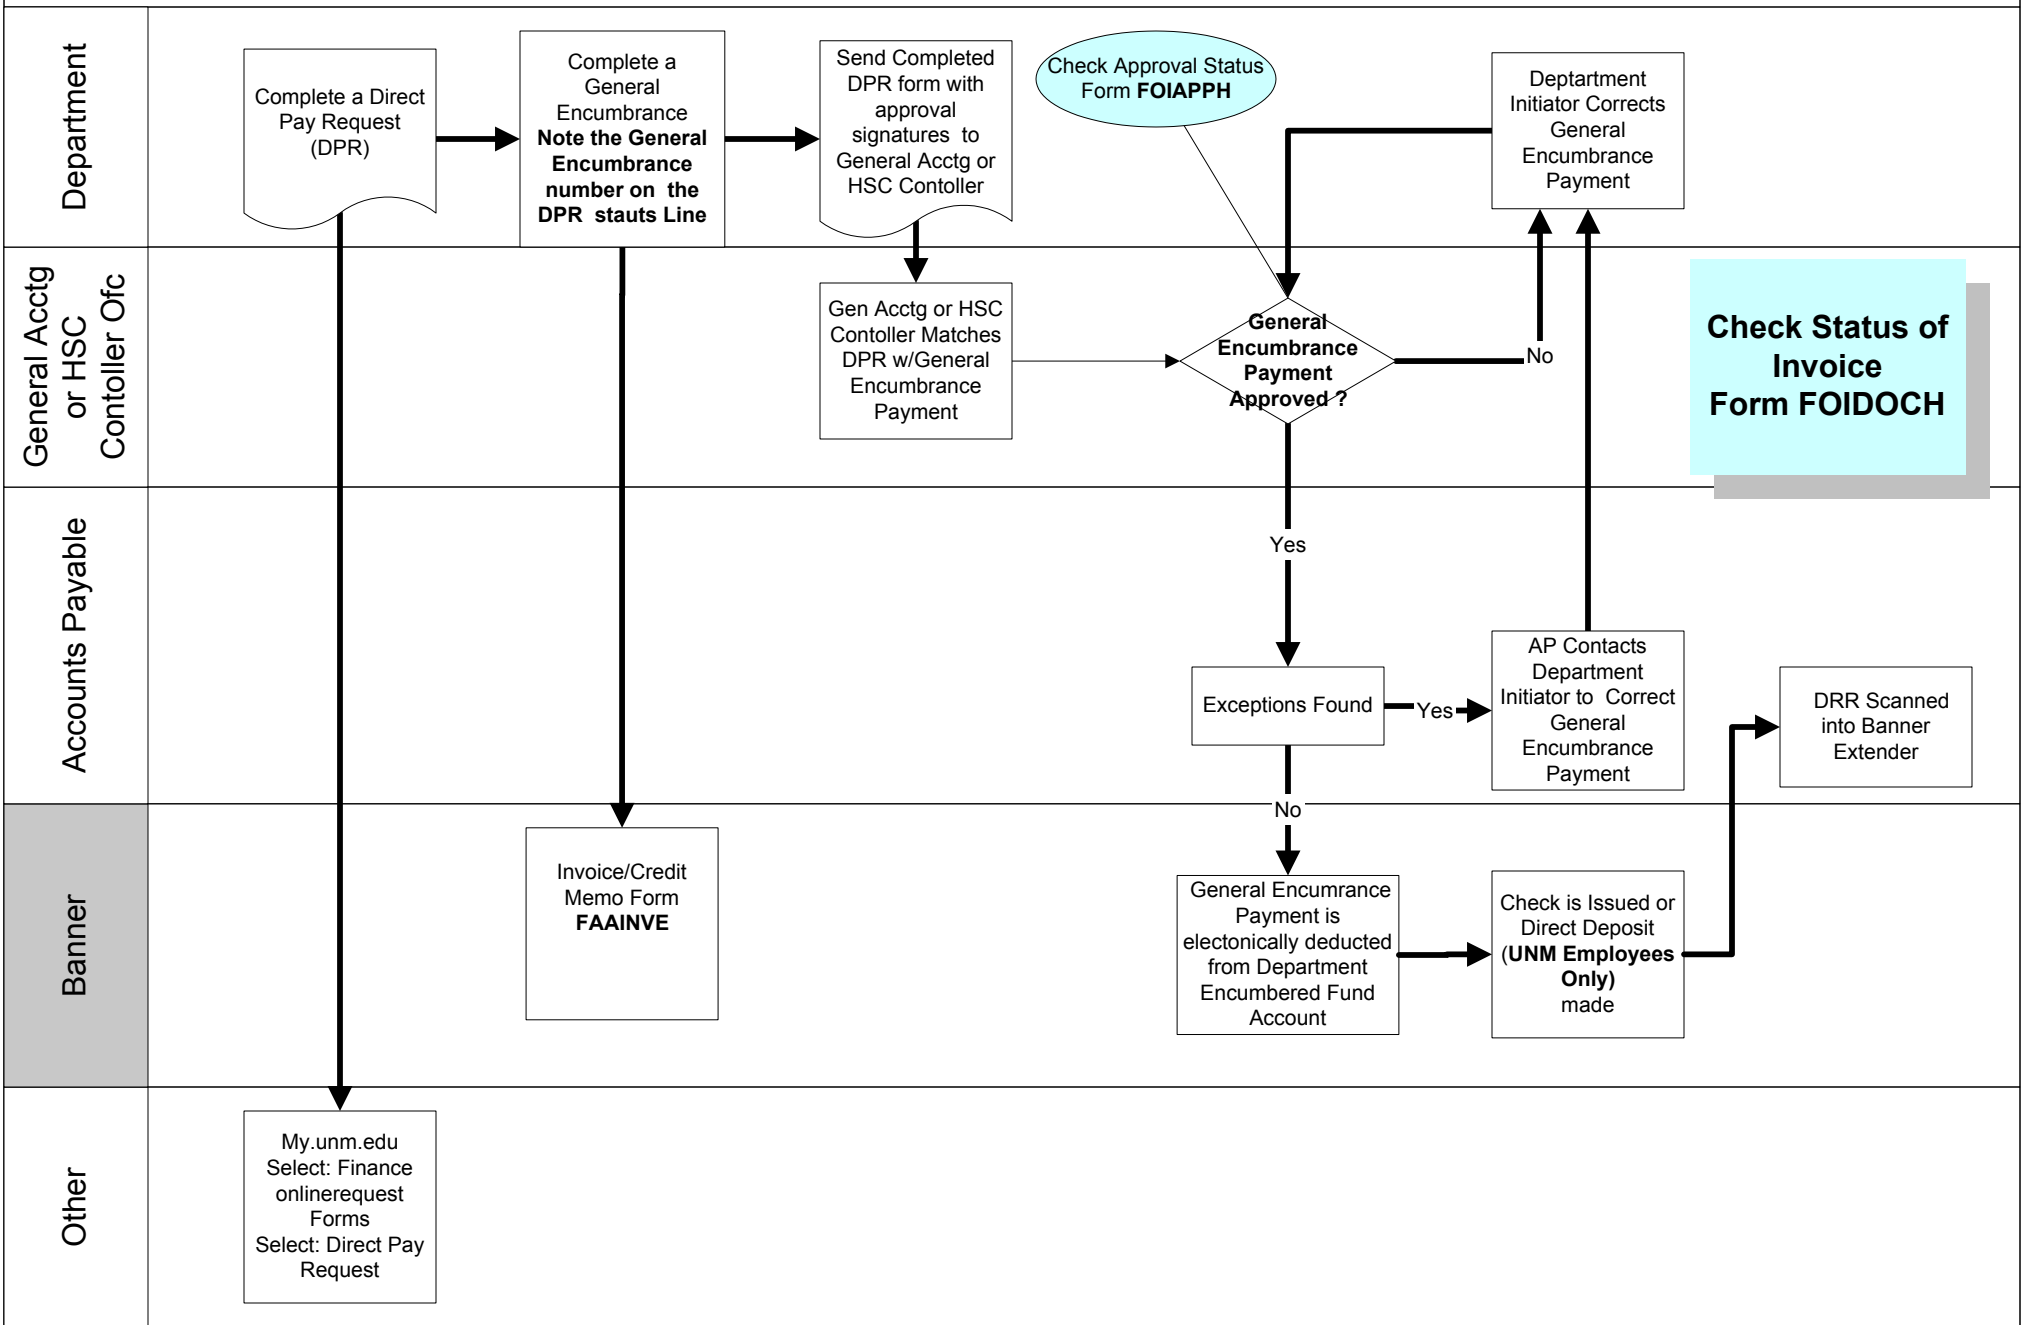 Department
Complete a Direct
Pay Request
(DPR)
Complete a
General
Encumbrance
Note the General
Encumbrance
number on the
DPR stauts Line
Send Completed
DPR form with
approval
signatures to
General Acctg or
HSC Contoller
Check Approval Status
Form FOIAPPH
Deptartment
Initiator Corrects
General
Encumbrance
Payment
General Acctg
or HSC
Contoller Ofc
Gen Acctg or HSC
Contoller Matches
DPR w/General
Encumbrance
Payment
General
Encumbrance
Payment
Approved ?
No
Check Status of
Invoice
Form FOIDOCH
Yes
Accounts Payable
Exceptions Found
Yes
AP Contacts
Department
Initiator to Correct
General
Encumbrance
Payment
DRR Scanned
into Banner
Extender
No
Banner
Invoice/Credit
Memo Form
FAAINVE
General Encumrance
Payment is
electonically deducted
from Department
Encumbered Fund
Account
Check is Issued or
Direct Deposit
(UNM Employees
Only)
made
Other
My.unm.edu
Select: Finance
onlinerequest
Forms
Select: Direct Pay
Request